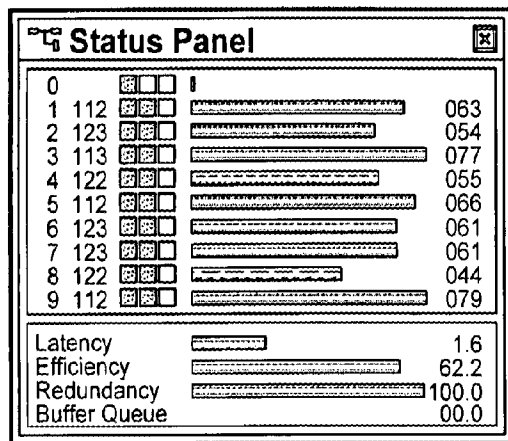 Status Panel
0
1 112 063
2 123 054
3 113 077
4 122 055
5 112 066
6 123 061
7 123 061
8 122 044
9 112 079
Latency 1.6
Efficiency 62.2
Redundancy 100.0
Buffer Queue 00.0